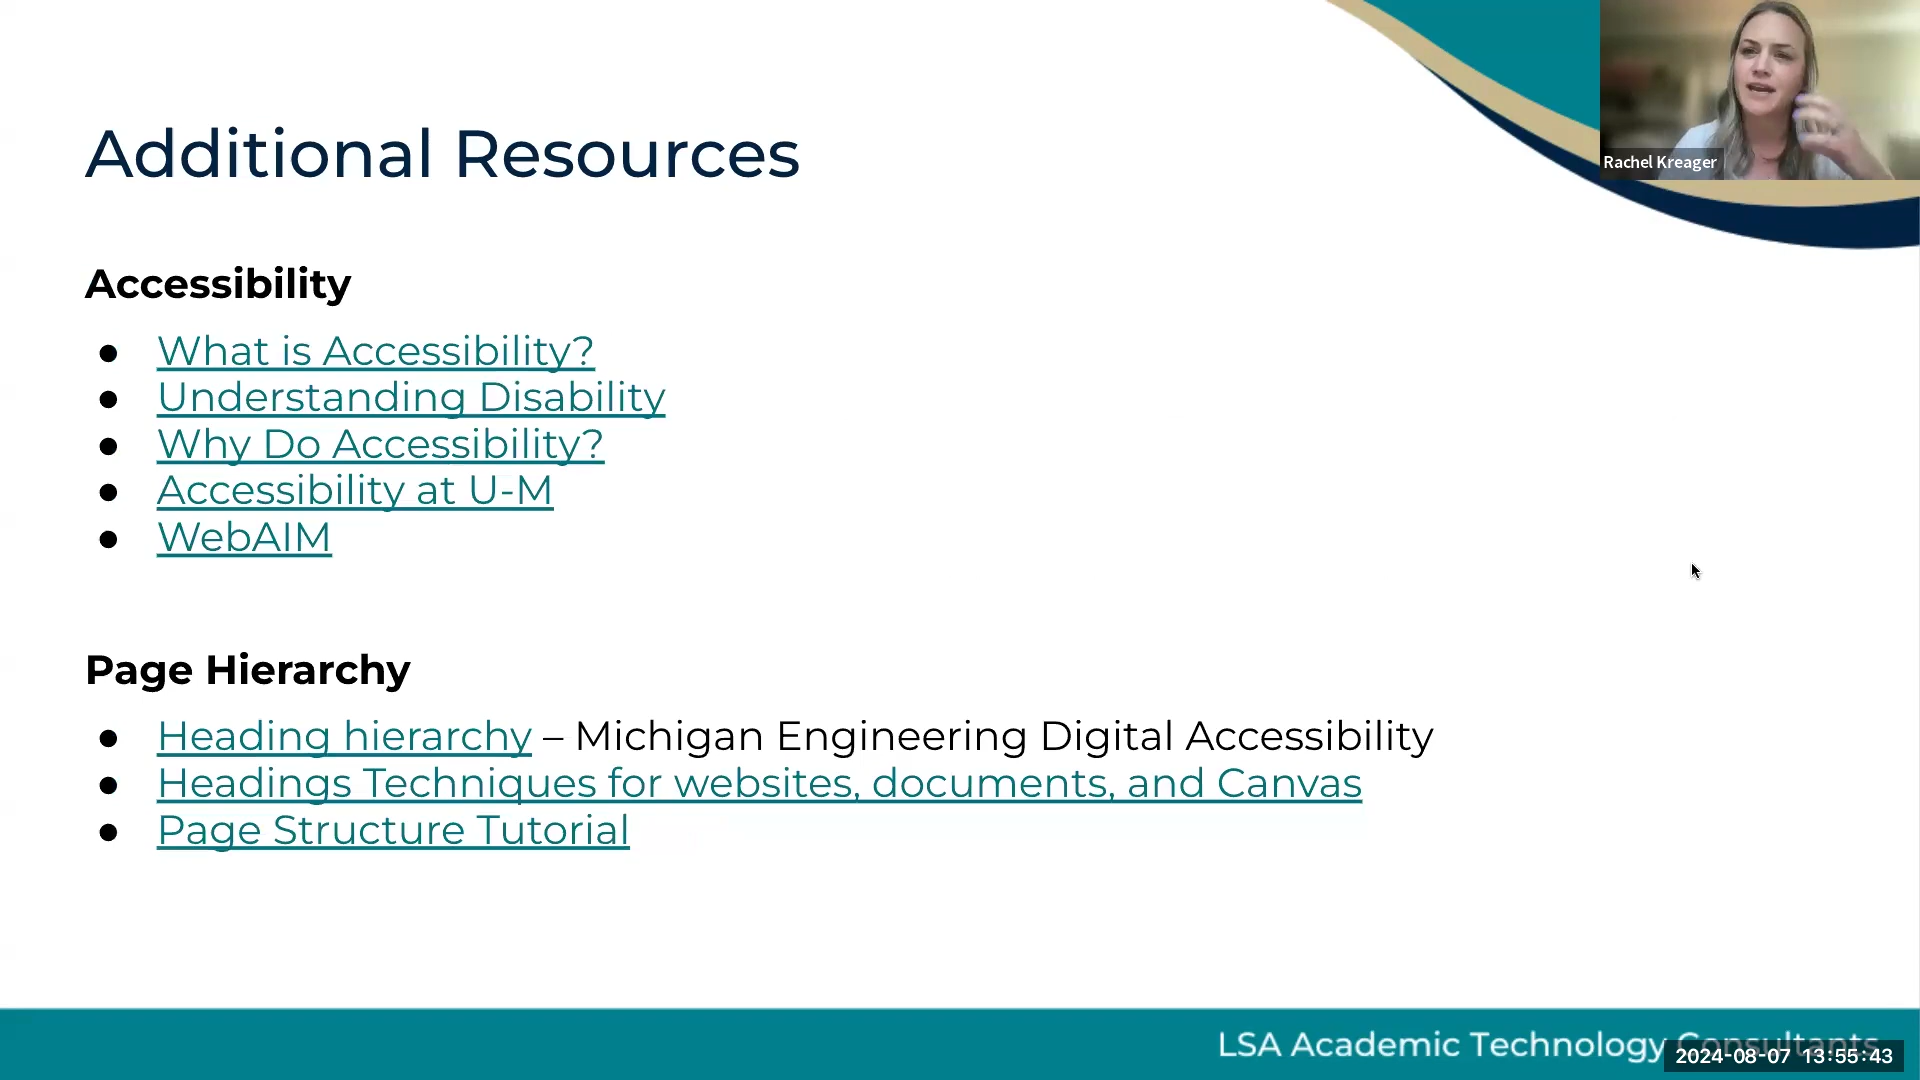 Additional Resources
Rachel Kreager
Accessibility
What is Accessibility?
Understanding Disability
Why Do Accessibility?
Accessibility at U-M
WebAIM
Page Hierarchy
Heading hierarchy – Michigan Engineering Digital Accessibility
Headings Techniques for websites, documents, and Canvas
Page Structure Tutorial
LSA Academic Technology Consultants
2024-08-07 13:55:43